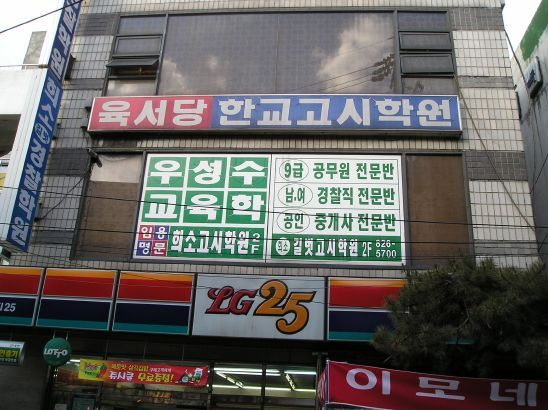 육서당 한교고시학원
우성수
교육학
임용
명문
희소고시학원 3F
9급 공무원 전문반
남.여 경찰직 전문반
공인 중개사 전문반
길벗고시학원 2F 626-5700
LG25
25
LOTTO
이모네